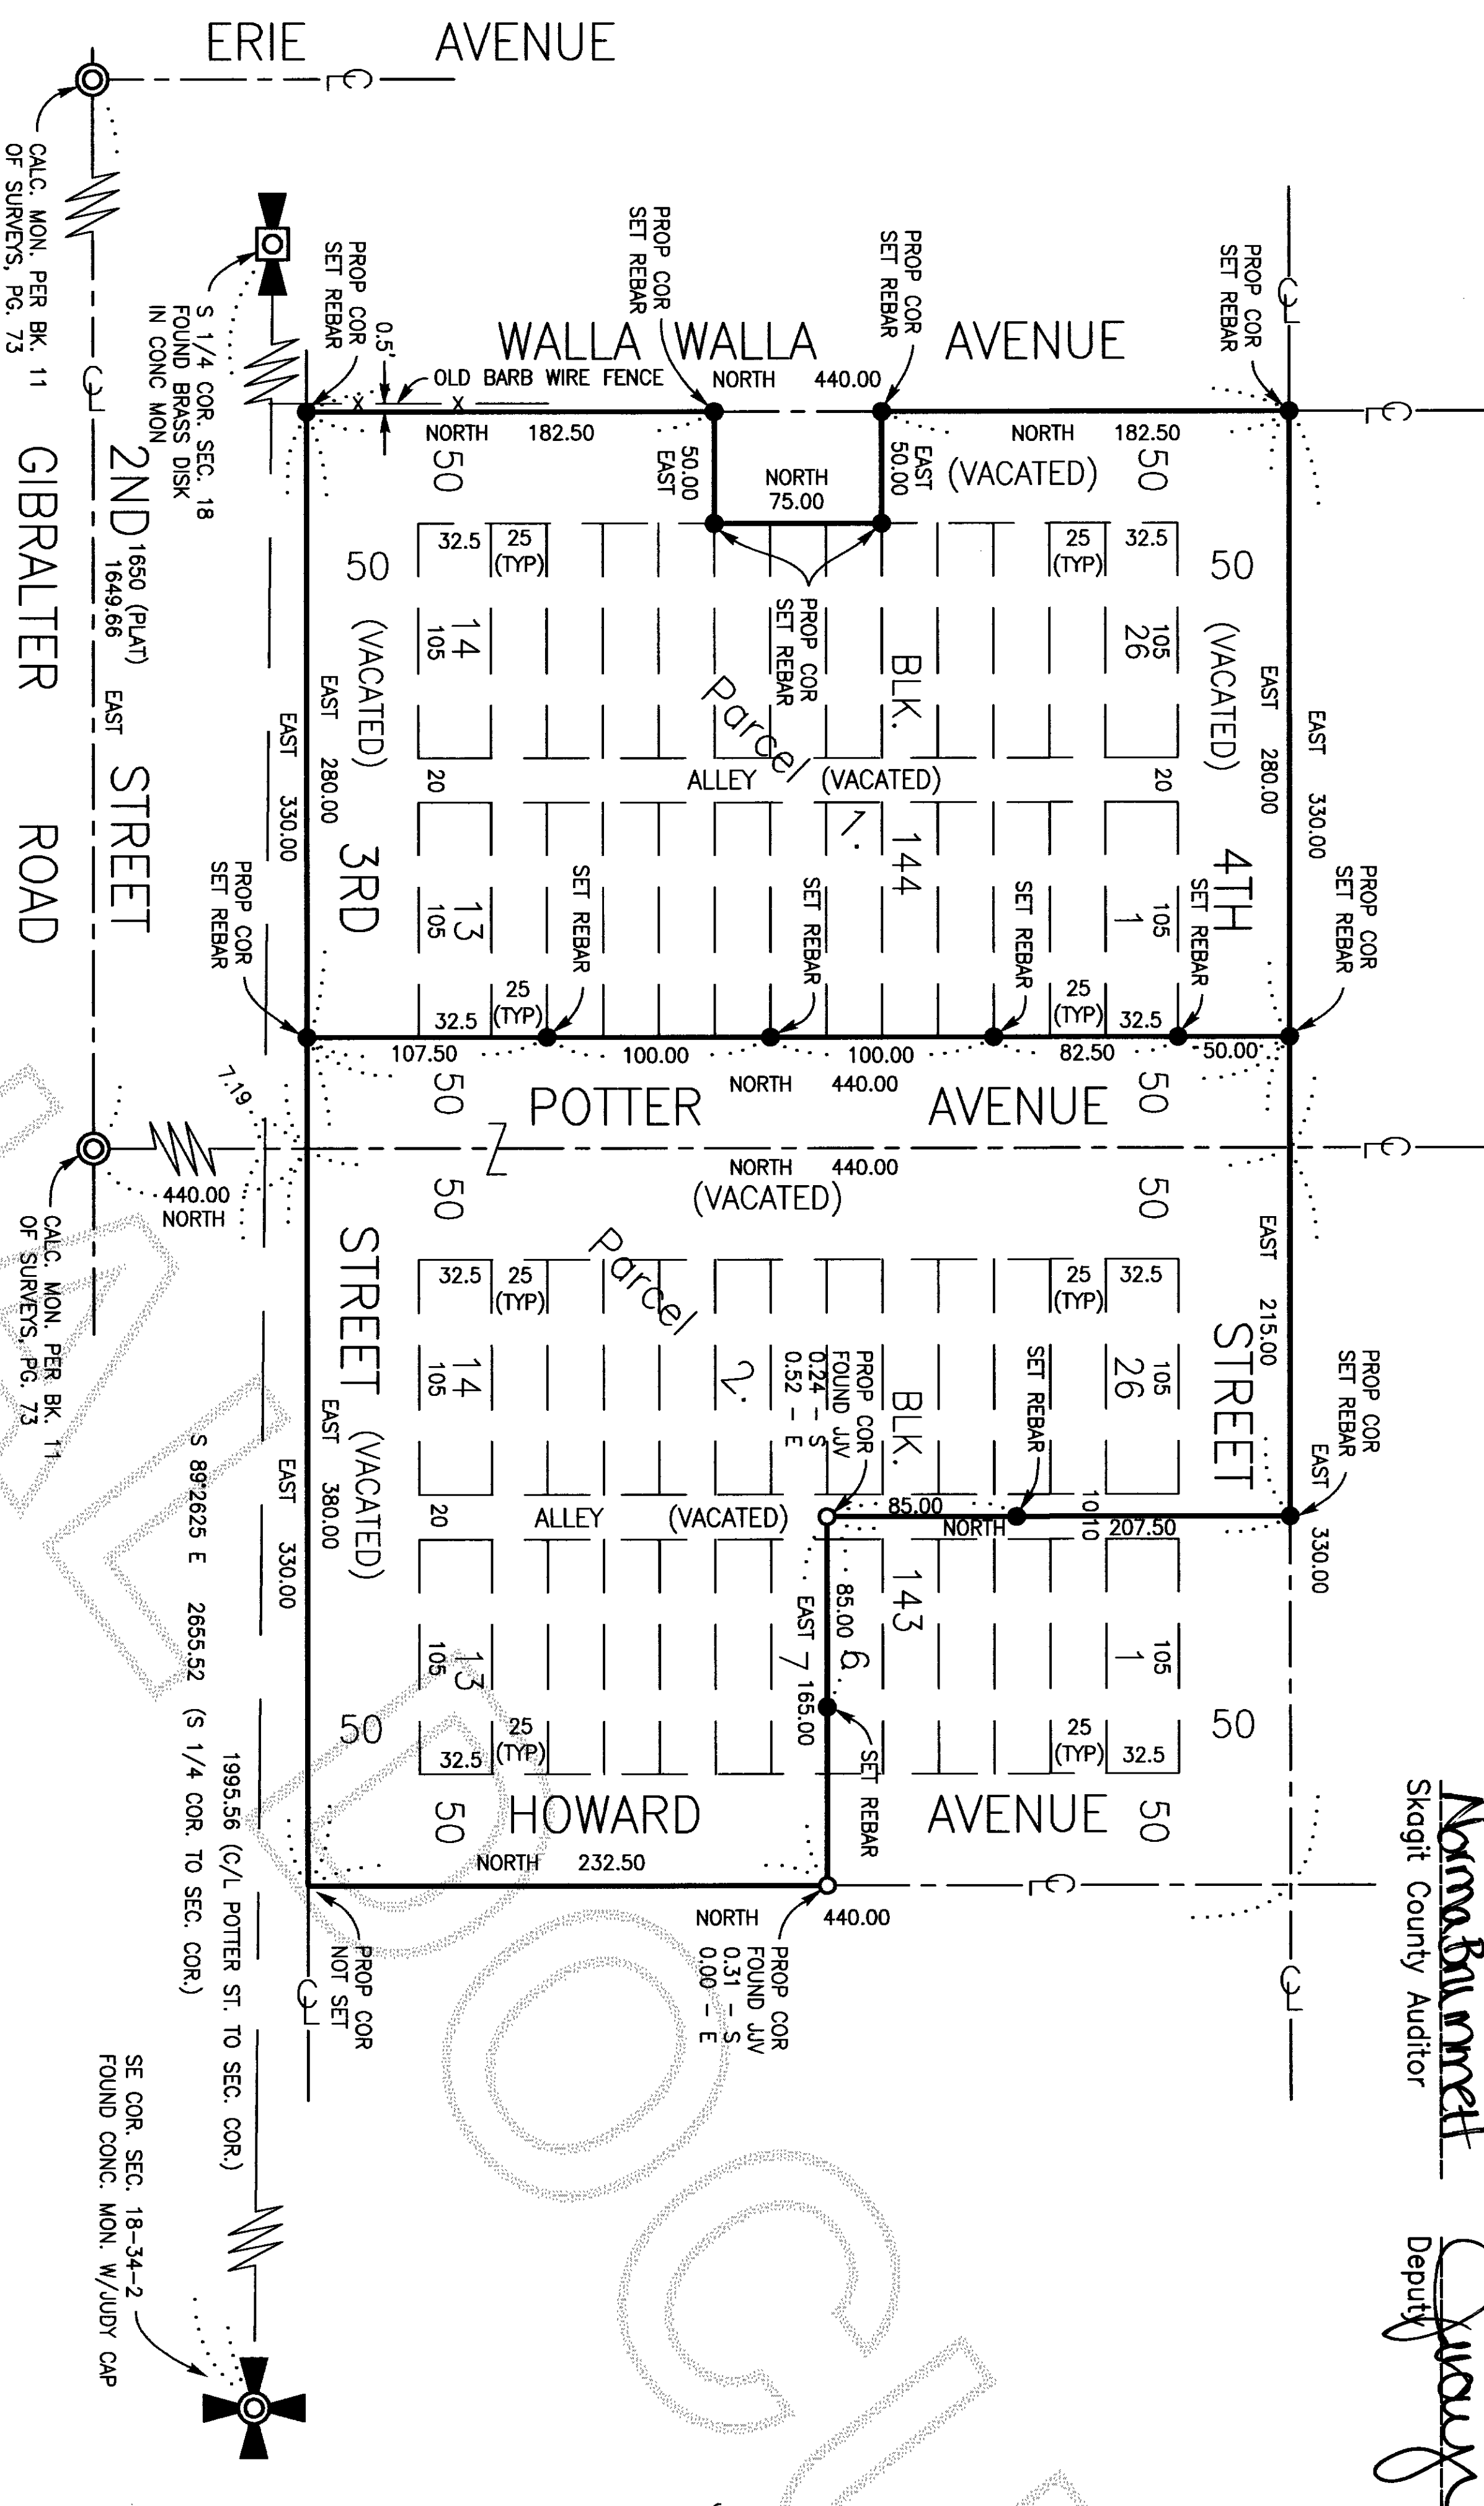 ERIE AVENUE
CALC. MON. PER BK. 11
OF SURVEYS, PG. 73
S 1/4 COR. SEC. 18
FOUND BRASS DISK
IN CONC MON
PROP COR
SET REBAR
0.5'
OLD BARB WIRE FENCE
PROP COR
SET REBAR
WALLA WALLA AVENUE
NORTH 440.00
PROP COR
SET REBAR
PROP COR
SET REBAR
NORTH 182.50
50.00
EAST
NORTH
75.00
EAST
50.00
NORTH 182.50
(VACATED)
50
50
2ND STREET
1650 (PLAT)
1649.66
EAST
GIBRALTER ROAD
50
(VACATED)
3RD
EAST 280.00
EAST 330.00
32.5
25
(TYP)
14
105
PROP COR
SET REBAR
BLK. 144
Parcel 1.
25
(TYP)
32.5
105
26
50
(VACATED)
4TH
EAST 280.00
EAST 330.00
20
ALLEY (VACATED)
20
13
105
32.5
25
(TYP)
SET REBAR
SET REBAR
SET REBAR
105
1
25
(TYP)
32.5
SET REBAR
PROP COR
SET REBAR
PROP COR
SET REBAR
107.50
100.00
100.00
82.50
50.00
NORTH 440.00
50
POTTER AVENUE
50
7.19
440.00
NORTH
NORTH 440.00
(VACATED)
50
50
CALC. MON. PER BK. 11
OF SURVEYS, PG. 73
STREET
(VACATED)
EAST 380.00
EAST 330.00
32.5
25
(TYP)
14
105
Parcel 2.
PROP COR
FOUND JJV
0.24 - S
0.52 - E
BLK. 143
SET REBAR
25
(TYP)
32.5
105
26
EAST 215.00
STREET
PROP COR
SET REBAR
EAST 330.00
20
ALLEY (VACATED)
85.00
NORTH 207.50
10
10
85.00
EAST 165.00
6
7
SET REBAR
13
105
32.5
25
(TYP)
105
1
25
(TYP)
32.5
50
50
50
HOWARD AVENUE
50
NORTH 232.50
NORTH 440.00
PROP COR
NOT SET
PROP COR
FOUND JJV
0.31 - S
0.00 - E
S 89°2625 E 2655.52 (S 1/4 COR. TO SEC. COR.)
1995.56 (C/L POTTER ST. TO SEC. COR.)
SE COR. SEC. 18-34-2
FOUND CONC. MON. W/JUDY CAP
Skagit County Auditor
Deputy